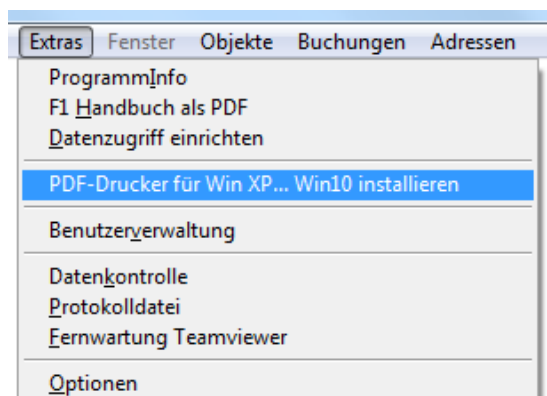 Extras Fenster Objekte Buchungen Adressen
ProgrammInfo
F1 Handbuch als PDF
Datenzugriff einrichten
PDF-Drucker für Win XP... Win10 installieren
Benutzerverwaltung
Datenkontrolle
Protokolldatei
Fernwartung Teamviewer
Optionen